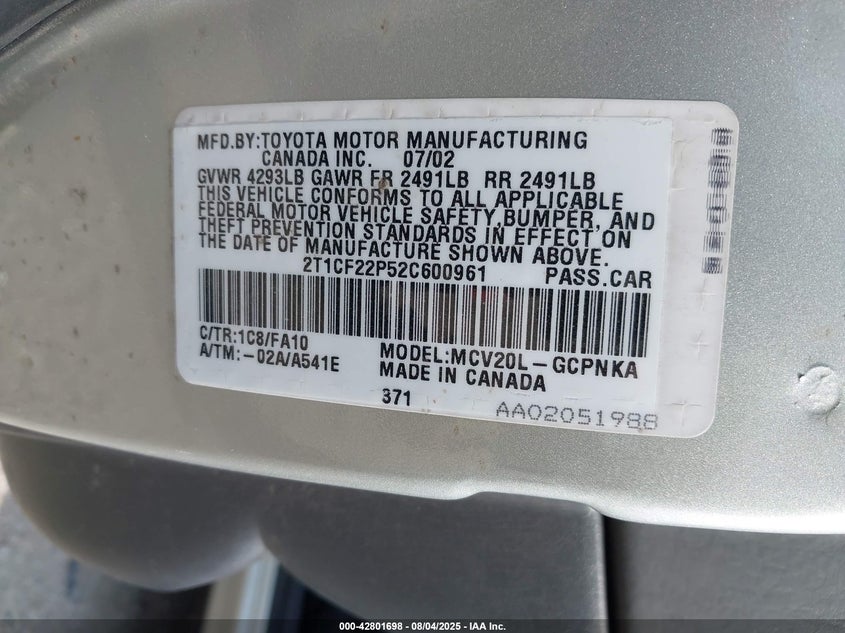 MFD.BY:TOYOTA MOTOR MANUFACTURING
CANADA INC. 07/02
GVWR 4293LB GAWR FR 2491LB RR 2491LB
THIS VEHICLE CONFORMS TO ALL APPLICABLE
FEDERAL MOTOR VEHICLE SAFETY,BUMPER, AND
THEFT PREVENTION STANDARDS IN EFFECT ON
THE DATE OF MANUFACTURE SHOWN ABOVE.
2T1CF22P52C600961 PASS.CAR
C/TR:1C8/FA10
A/TM:-02A/A541E
MODEL:MCV20L-GCPNKA
MADE IN CANADA
371
AA02051988
000-42801698 - 08/04/2025 - IAA Inc.